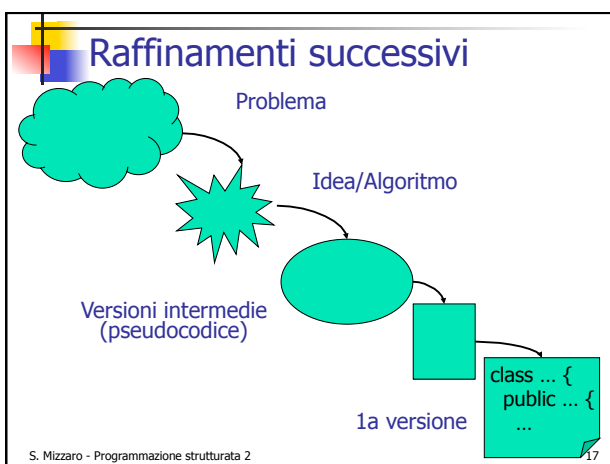 Raffinamenti successivi
Problema
Idea/Algoritmo
Versioni intermedie
(pseudocodice)
class … {
public … {
…
1a versione
S. Mizzaro - Programmazione strutturata 2
17